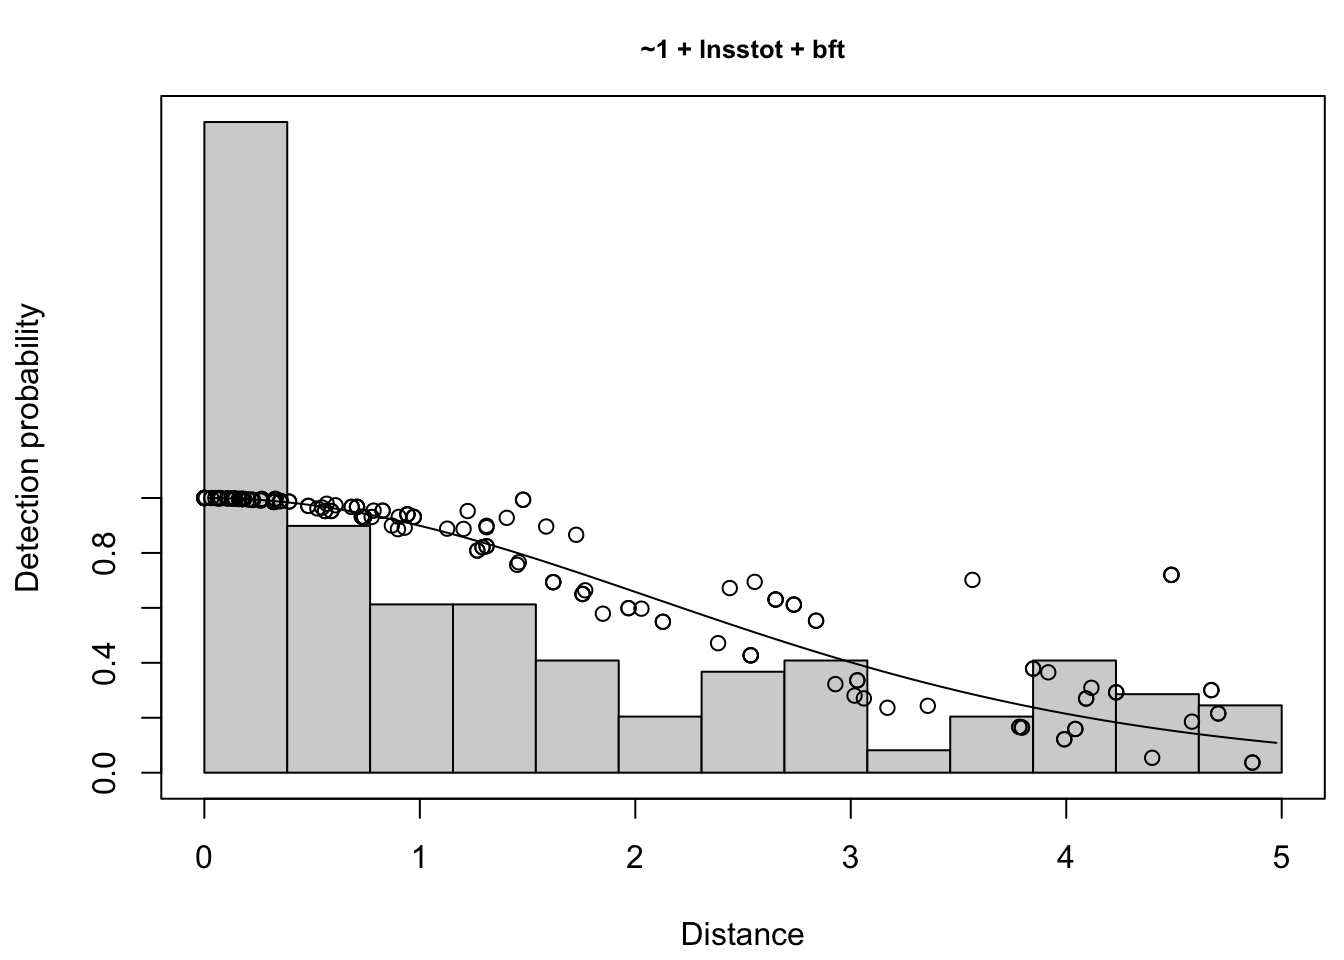 ~1 + lnsstot + bft
Detection probability
0.8
0.4
0.0
0 1 2 3 4 5
Distance